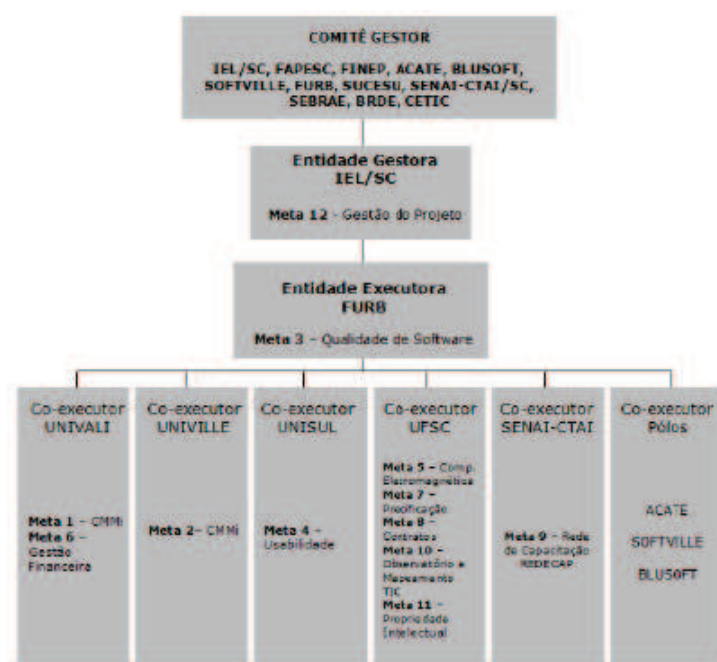 COMITÊ GESTOR
IEL/SC, FAPESC, FINEP, ACATE, BLUSOFT,
SOFTVILLE, FURB, SUCESU, SENAI-CTAI/SC,
SEBRAE, BRDE, CETIC
Entidade Gestora
IEL/SC
Meta 12 - Gestão do Projeto
Entidade Executora
FURB
Meta 3 – Qualidade de Software
Co-executor
UNIVALI
Meta 1 – CMMi
Meta 6 –
Gestão
Financeira
Co-executor
UNIVILLE
Meta 2– CMMi
Co-executor
UNISUL
Meta 4 –
Usabilidade
Co-executor
UFSC
Meta 5 – Comp.
Eletromagnética
Meta 7 –
Precificação
Meta 8 –
Contratos
Meta 10 –
Observatório e
Mapeamento
TIC
Meta 11 –
Propriedade
Intelectual
Co-executor
SENAI-CTAI
Meta 9 – Rede
de Capacitação
REDECAP
Co-executor
Pólos
ACATE
SOFTVILLE
BLUSOFT